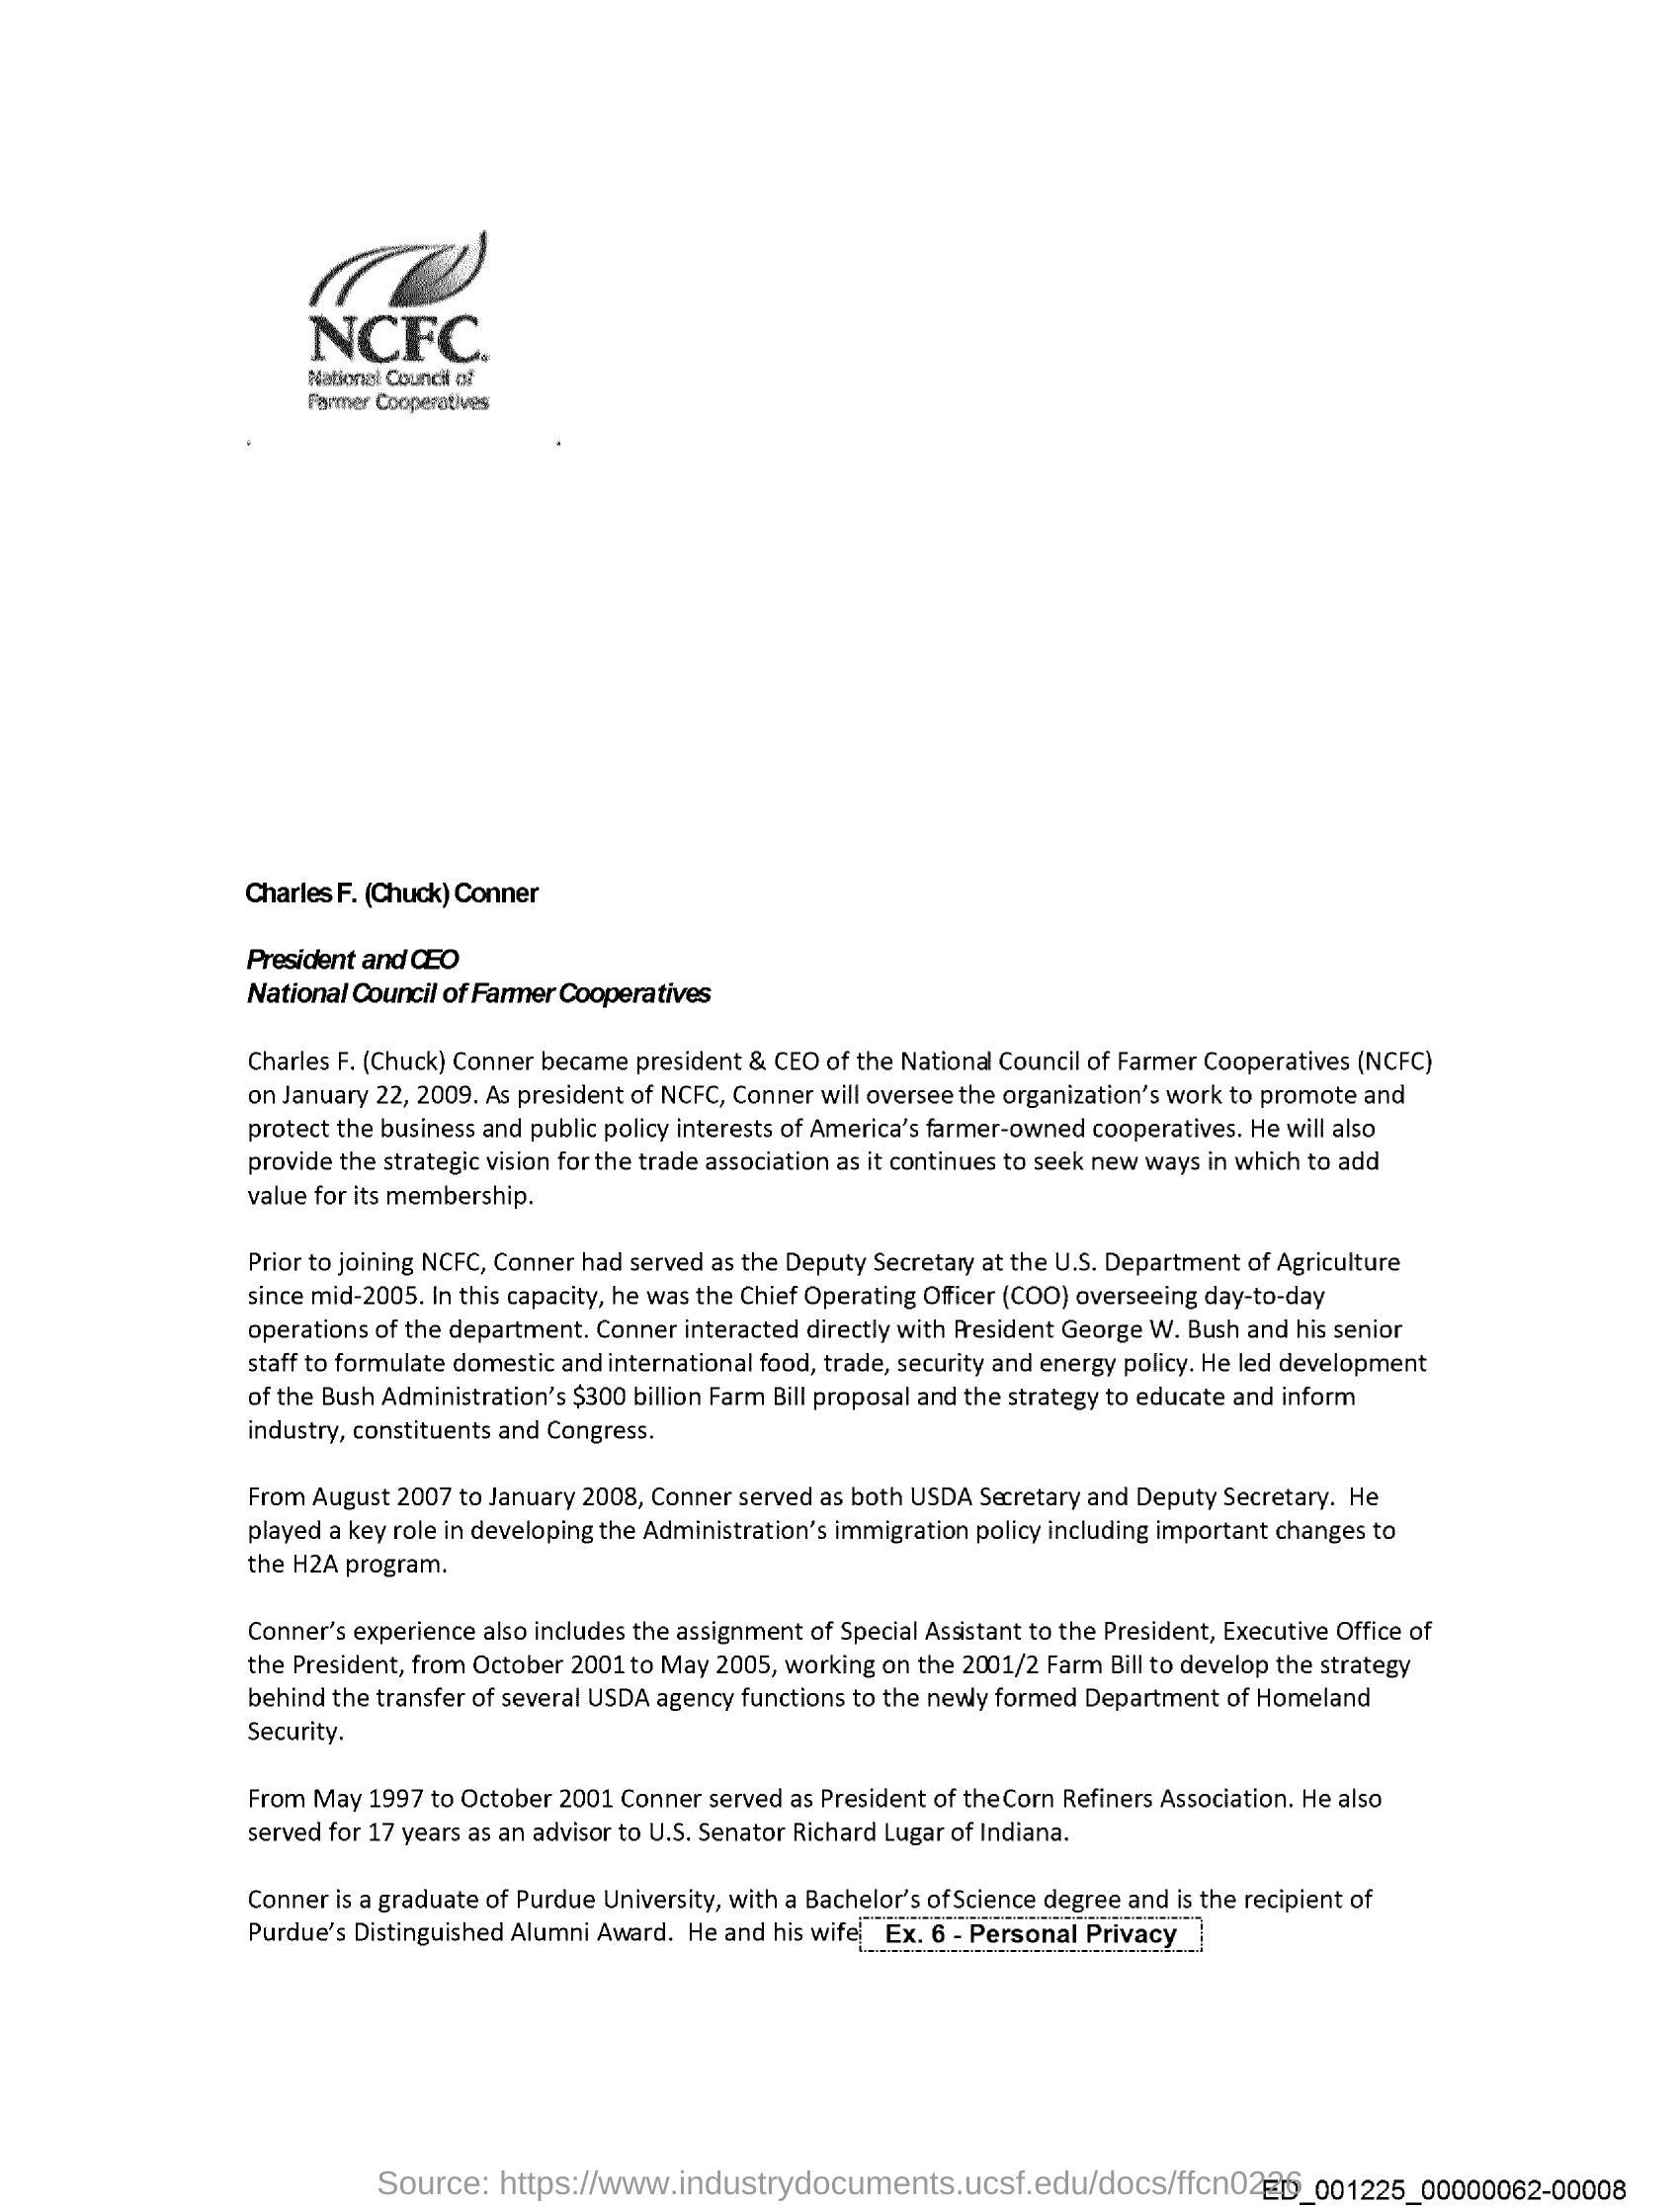 NCFC
National Council of
Farmer Cooperatives
Charles F. (Chuck) Conner
President and CEO
National Council of Farmer Cooperatives
Charles F. (Chuck) Conner became president & CEO of the National Council of Farmer Cooperatives (NCFC)
on January 22, 2009. As president of NCFC, Conner will oversee the organization's work to promote and
protect the business and public policy interests of America's farmer-owned cooperatives. He will also
provide the strategic vision for the trade association as it continues to seek new ways in which to add
value for its membership.
Prior to joining NCFC, Conner had served as the Deputy Secretary at the U.S. Department of Agriculture
since mid-2005. In this capacity, he was the Chief Operating Officer (COO) overseeing day-to-day
operations of the department. Conner interacted directly with President George W. Bush and his senior
staff to formulate domestic and international food, trade, security and energy policy. He led development
of the Bush Administration's $300 billion Farm Bill proposal and the strategy to educate and inform
industry, constituents and Congress.
From August 2007 to January 2008, Conner served as both USDA Secretary and Deputy Secretary. He
played a key role in developing the Administration's immigration policy including important changes to
the H2A program.
Conner's experience also includes the assignment of Special Assistant to the President, Executive Office of
the President, from October 2001 to May 2005, working on the 2001/2 Farm Bill to develop the strategy
behind the transfer of several USDA agency functions to the newly formed Department of Homeland
Security.
From May 1997 to October 2001 Conner served as President of the Corn Refiners Association. He also
served for 17 years as an advisor to U.S. Senator Richard Lugar of Indiana.
Conner is a graduate of Purdue University, with a Bachelor's of Science degree and is the recipient of
Purdue's Distinguished Alumni Award. He and his wife Ex. 6 - Personal Privacy
Source: https://www.industrydocuments.ucsf.edu/docs/ffcn0226
ED_001225_00000062-00008